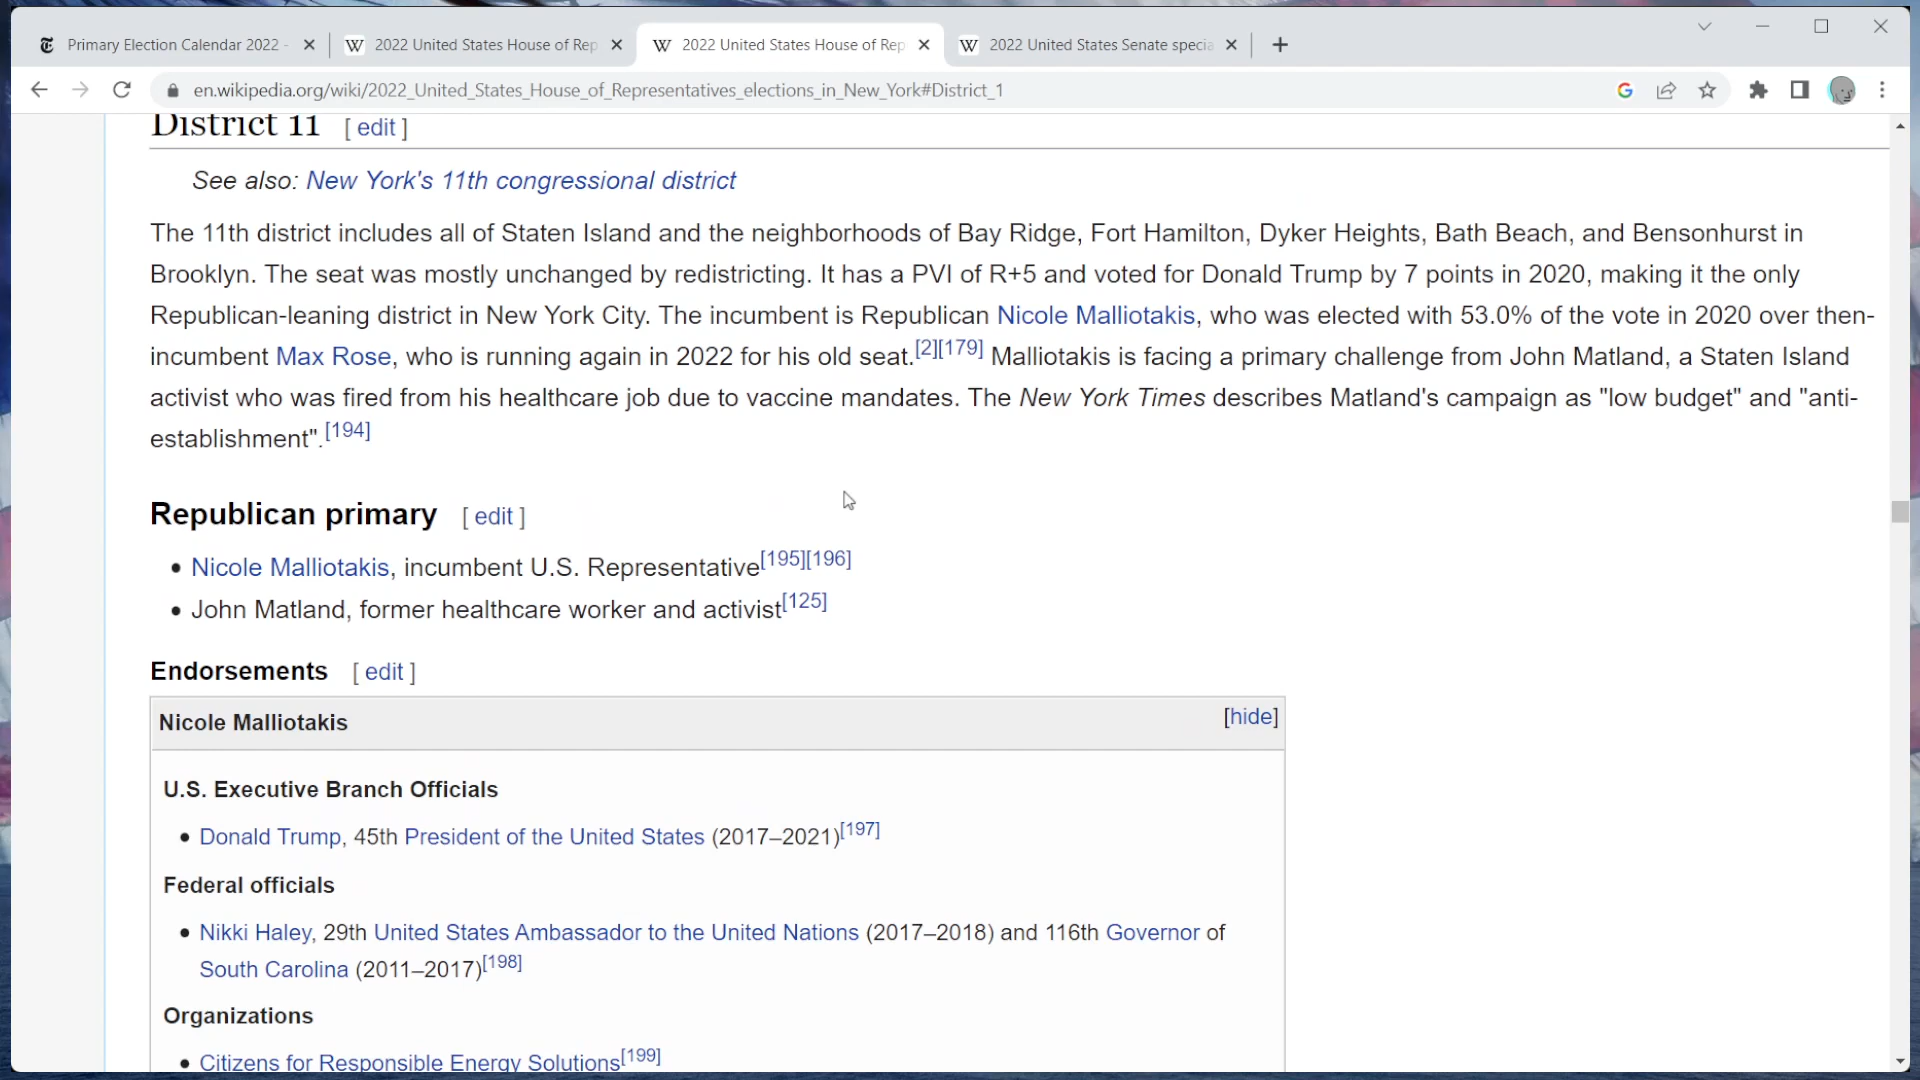 Primary Election Calendar 2022 -
2022 United States House of Rep
2022 United States House of Rep
2022 United States Senate specia
en.wikipedia.org/wiki/2022_United_States_House_of_Representatives_elections_in_New_York#District_1
District 11 [ edit ]
See also: New York's 11th congressional district
The 11th district includes all of Staten Island and the neighborhoods of Bay Ridge, Fort Hamilton, Dyker Heights, Bath Beach, and Bensonhurst in
Brooklyn. The seat was mostly unchanged by redistricting. It has a PVI of R+5 and voted for Donald Trump by 7 points in 2020, making it the only
Republican-leaning district in New York City. The incumbent is Republican Nicole Malliotakis, who was elected with 53.0% of the vote in 2020 over then-
incumbent Max Rose, who is running again in 2022 for his old seat.[2][179] Malliotakis is facing a primary challenge from John Matland, a Staten Island
activist who was fired from his healthcare job due to vaccine mandates. The New York Times describes Matland's campaign as "low budget" and "anti-
establishment".[194]
Republican primary [ edit ]
• Nicole Malliotakis, incumbent U.S. Representative[195][196]
• John Matland, former healthcare worker and activist[125]
Endorsements [ edit ]
Nicole Malliotakis [hide]
U.S. Executive Branch Officials
• Donald Trump, 45th President of the United States (2017–2021)[197]
Federal officials
• Nikki Haley, 29th United States Ambassador to the United Nations (2017–2018) and 116th Governor of
South Carolina (2011–2017)[198]
Organizations
• Citizens for Responsible Energy Solutions[199]